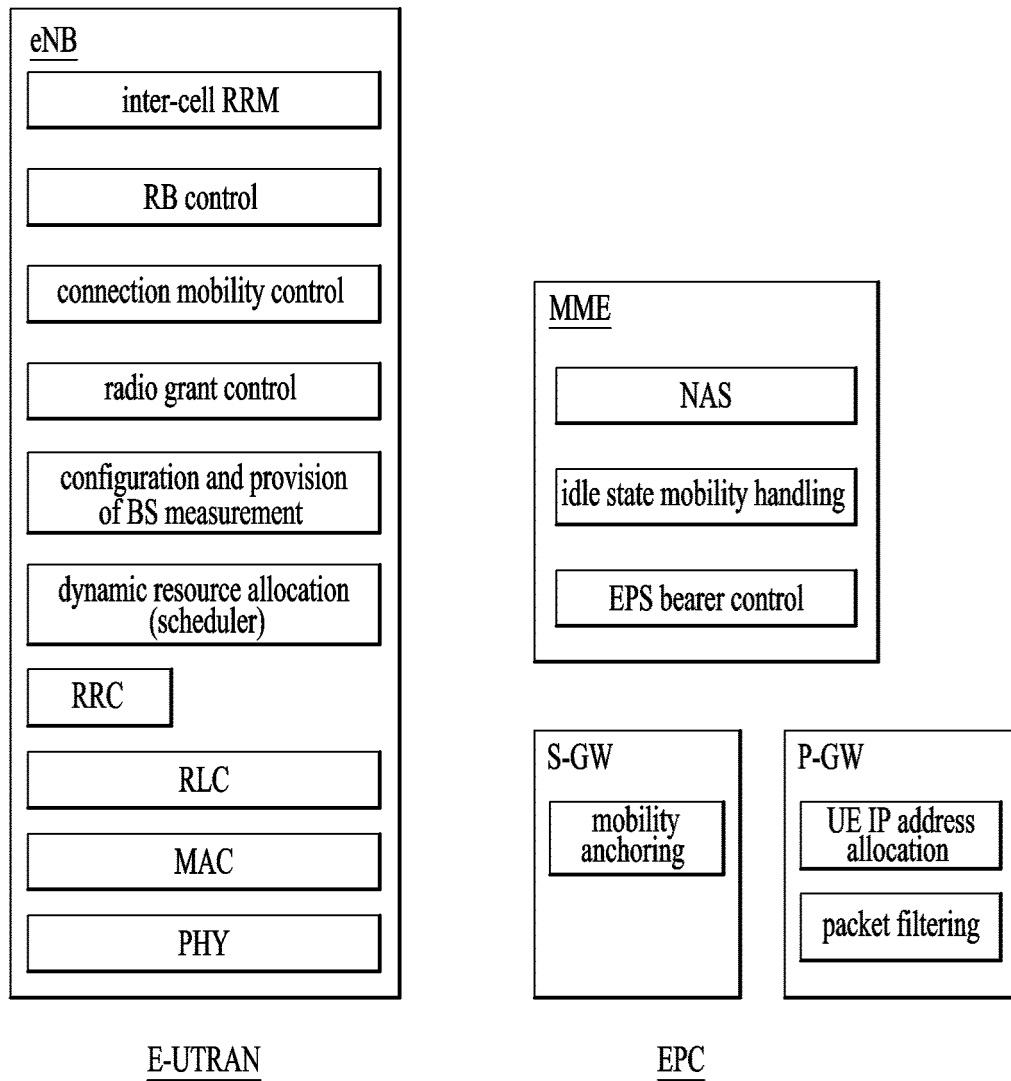 eNB
inter-cell RRM
RB control
connection mobility control
radio grant control
configuration and provision
of BS measurement
dynamic resource allocation
(scheduler)
RRC
RLC
MAC
PHY
E-UTRAN
MME
NAS
idle state mobility handling
EPS bearer control
S-GW
mobility
anchoring
P-GW
UE IP address
allocation
packet filtering
EPC